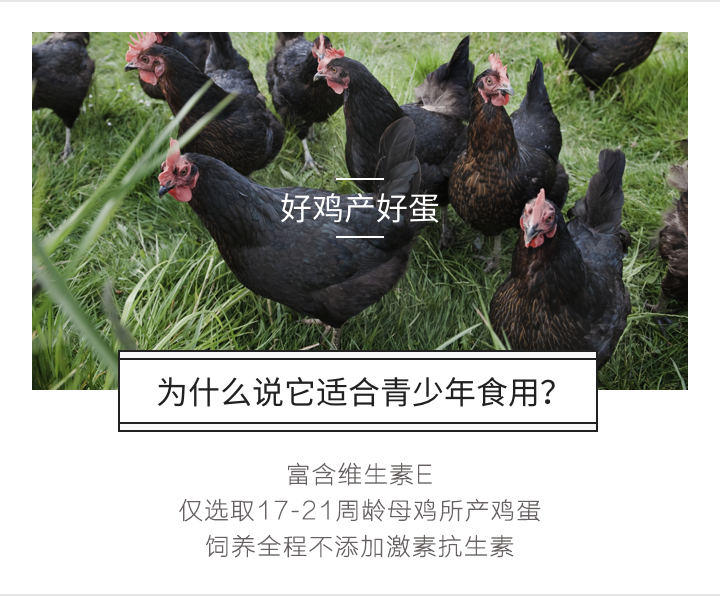 好鸡产好蛋
为什么说它适合青少年食用？
富含维生素E
仅选取17-21周龄母鸡所产鸡蛋
饲养全程不添加激素抗生素